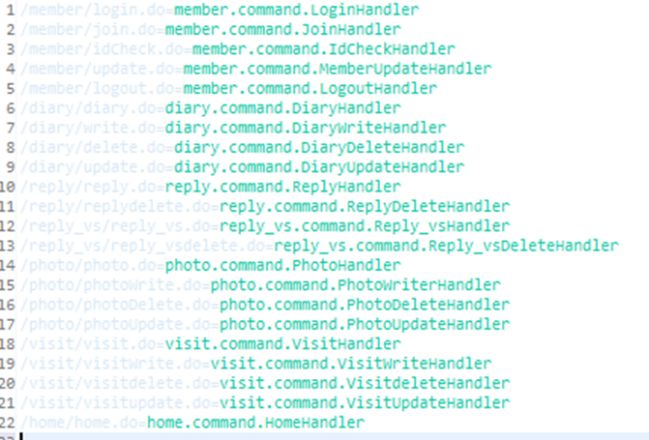 1 /member/login.do=member.command.LoginHandler
2 /member/join.do=member.command.JoinHandler
3 /member/idCheck.do=member.command.IdCheckHandler
4 /member/update.do=member.command.MemberUpdateHandler
5 /member/logout.do=member.command.LogoutHandler
6 /diary/diary.do=diary.command.DiaryHandler
7 /diary/write.do=diary.command.DiaryWriteHandler
8 /diary/delete.do=diary.command.DiaryDeleteHandler
9 /diary/update.do=diary.command.DiaryUpdateHandler
10 /reply/reply.do=reply.command.ReplyHandler
11 /reply/replydelete.do=reply.command.ReplyDeleteHandler
12 /reply_vs/reply_vs.do=reply_vs.command.Reply_vsHandler
13 /reply_vs/reply_vsdelete.do=reply_vs.command.Reply_vsDeleteHandler
14 /photo/photo.do=photo.command.PhotoHandler
15 /photo/photoWrite.do=photo.command.PhotoWriterHandler
16 /photo/photoDelete.do=photo.command.PhotoDeleteHandler
17 /photo/photoUpdate.do=photo.command.PhotoUpdateHandler
18 /visit/visit.do=visit.command.VisitHandler
19 /visit/visitWrite.do=visit.command.VisitWriteHandler
20 /visit/visitdelete.do=visit.command.VisitdeleteHandler
21 /visit/visitupdate.do=visit.command.VisitUpdateHandler
22 /home/home.do=home.command.HomeHandler